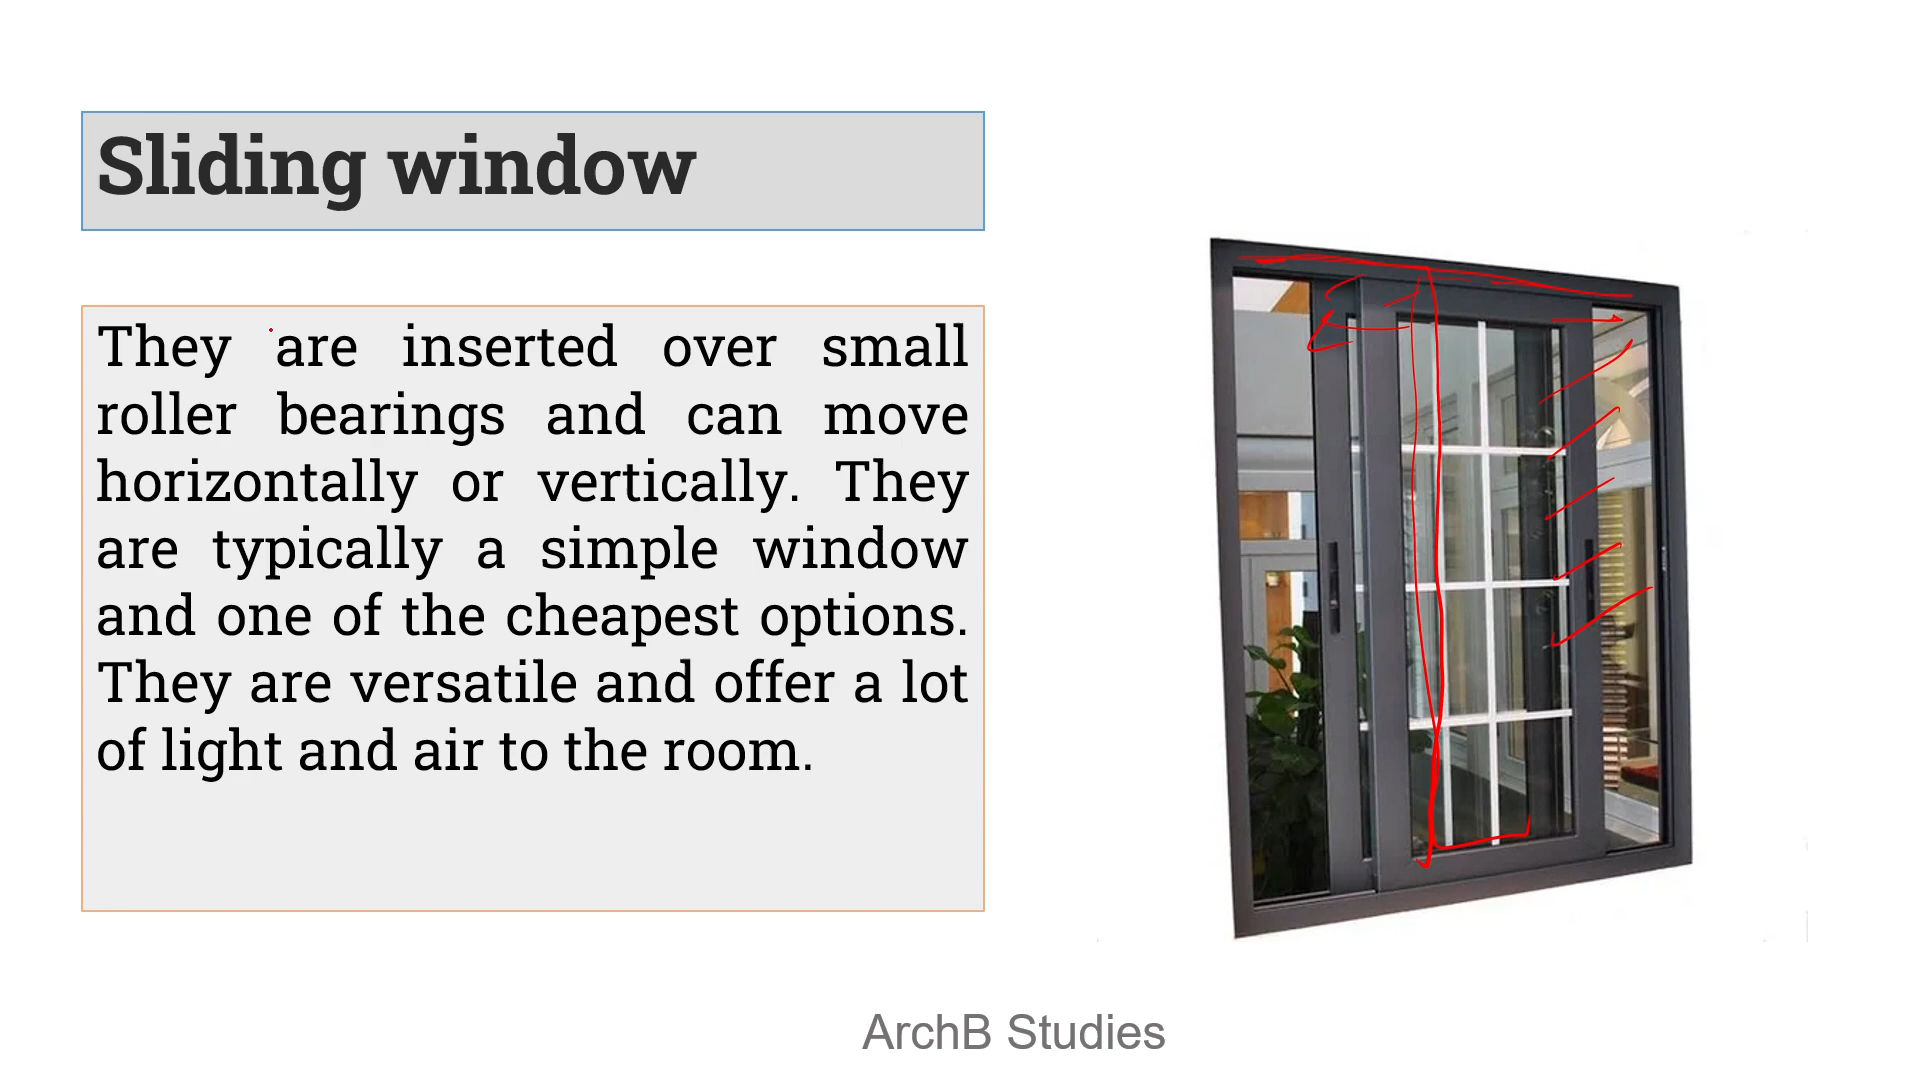 Sliding window
They are inserted over small
roller bearings and can move
horizontally or vertically. They
are typically a simple window
and one of the cheapest options.
They are versatile and offer a lot
of light and air to the room.
ArchB Studies